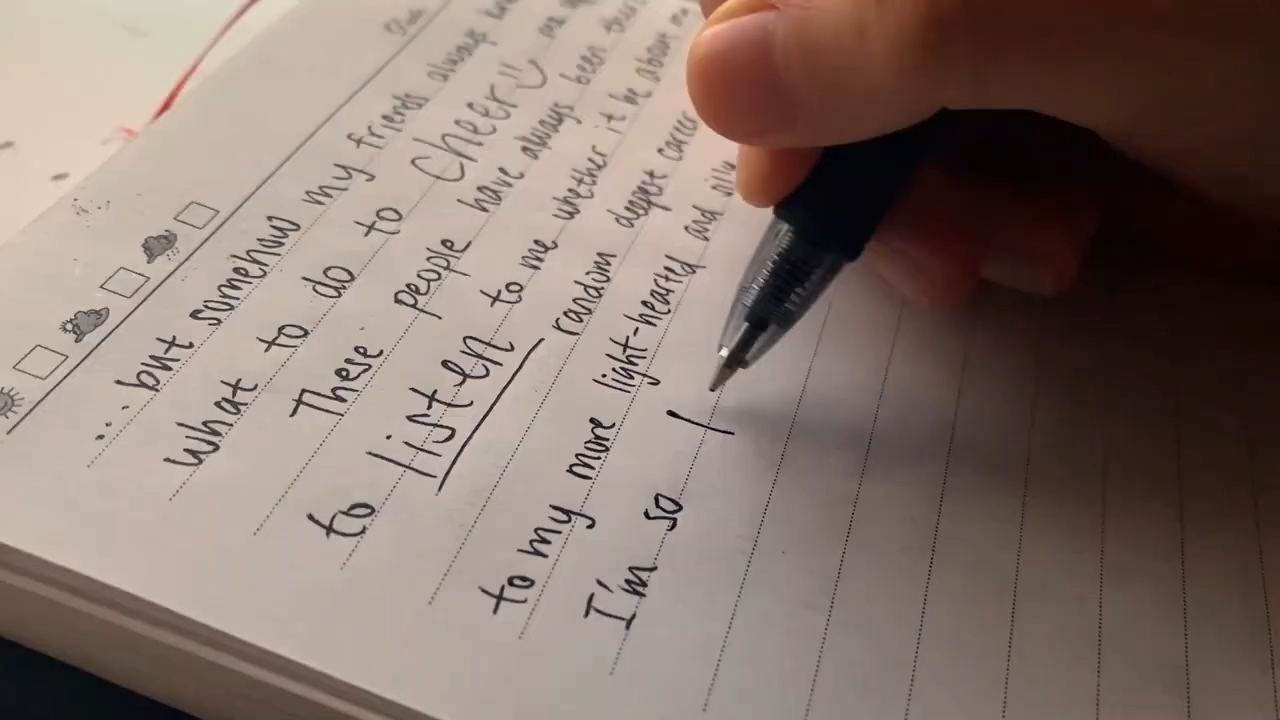 ... but somehow my friends always
what to do to cheer
These people have always been
to listen to me whether it be about
random deepest career
to my more light-hearted and silly
I'm so